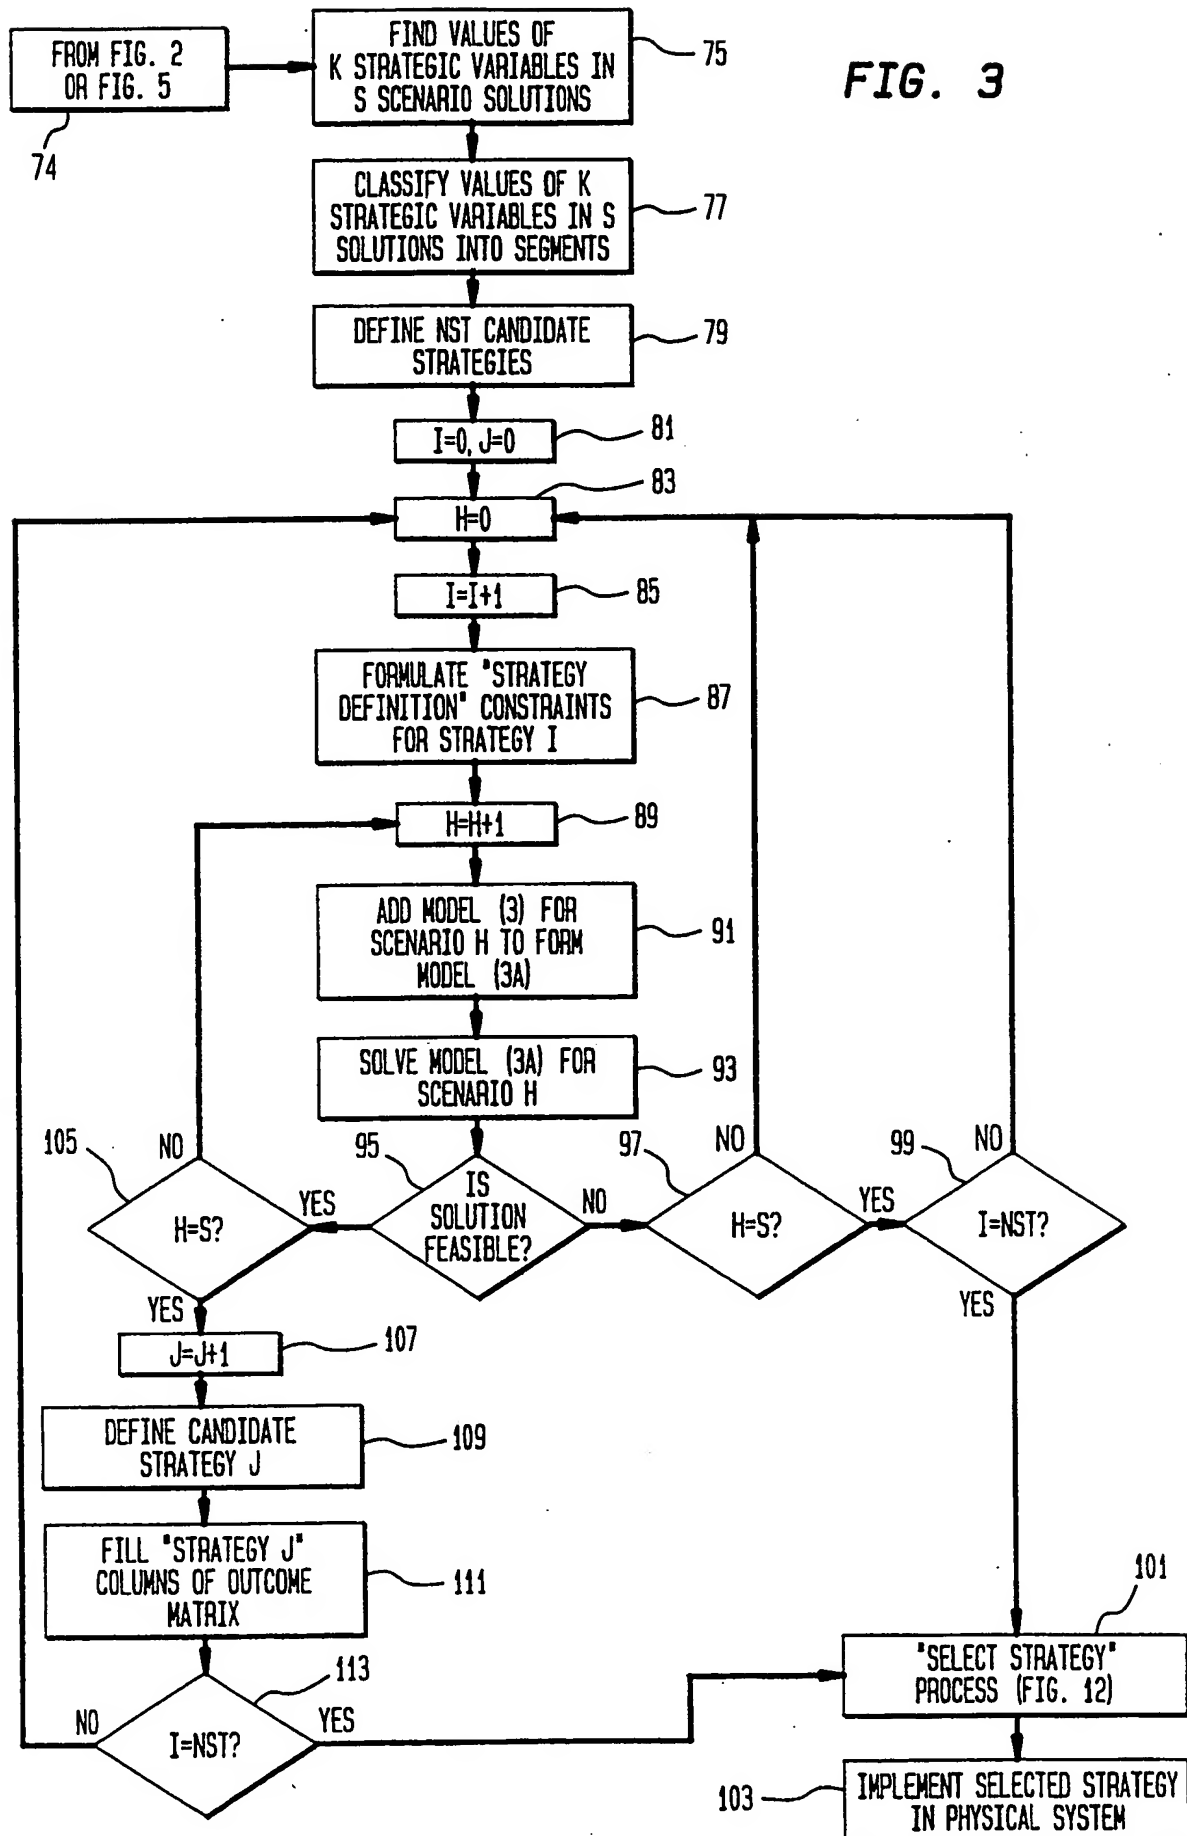 FROM FIG. 2
OR FIG. 5
74
FIND VALUES OF
K STRATEGIC VARIABLES IN
S SCENARIO SOLUTIONS
75
FIG. 3
CLASSIFY VALUES OF K
STRATEGIC VARIABLES IN S
SOLUTIONS INTO SEGMENTS
77
DEFINE NST CANDIDATE
STRATEGIES
79
I=0, J=0
81
83
H=0
I=I+1
85
FORMULATE "STRATEGY
DEFINITION" CONSTRAINTS
FOR STRATEGY I
87
H=H+1
89
ADD MODEL (3) FOR
SCENARIO H TO FORM
MODEL (3A)
91
SOLVE MODEL (3A) FOR
SCENARIO H
93
105
NO
H=S?
YES
95
IS
SOLUTION
FEASIBLE?
YES
NO
97
NO
H=S?
YES
99
NO
I=NST?
YES
J=J+1
107
DEFINE CANDIDATE
STRATEGY J
109
FILL "STRATEGY J"
COLUMNS OF OUTCOME
MATRIX
111
113
NO
I=NST?
YES
101
"SELECT STRATEGY"
PROCESS (FIG. 12)
103
IMPLEMENT SELECTED STRATEGY
IN PHYSICAL SYSTEM